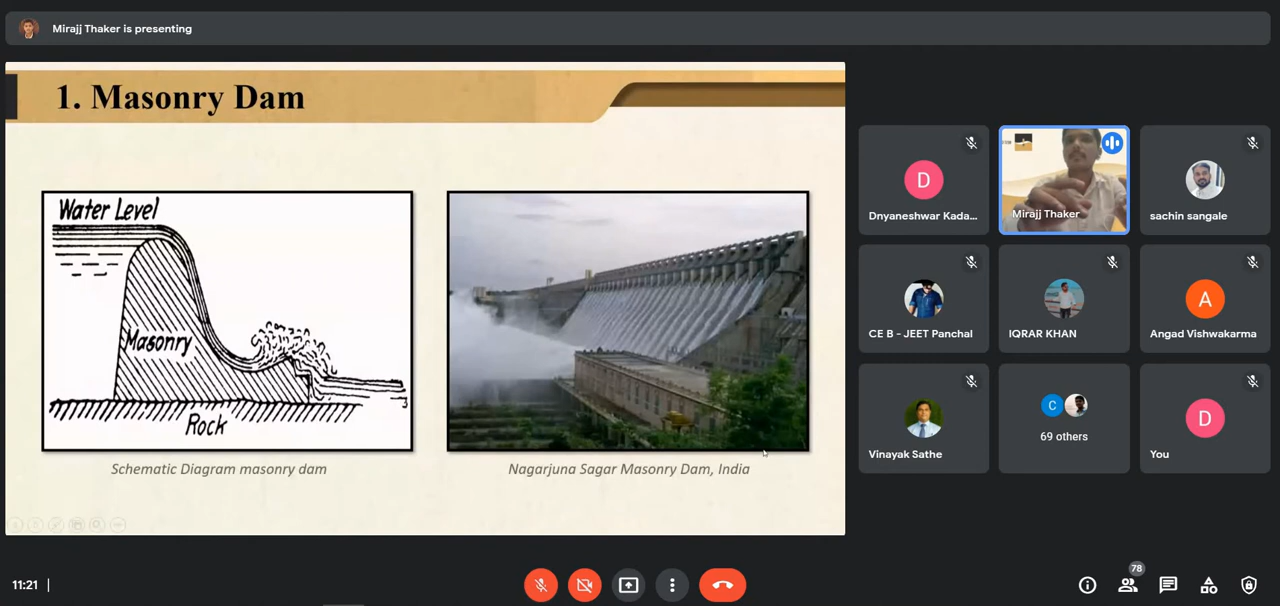 Mirajj Thaker is presenting
1. Masonry Dam
Water Level
Masonry
Rock
Schematic Diagram masonry dam
Nagarjuna Sagar Masonry Dam, India
D
Dnyaneshwar Kada...
Mirajj Thaker
sachin sangale
CE B - JEET Panchal
IQRAR KHAN
A
Angad Vishwakarma
Vinayak Sathe
C
69 others
D
You
11:21
78